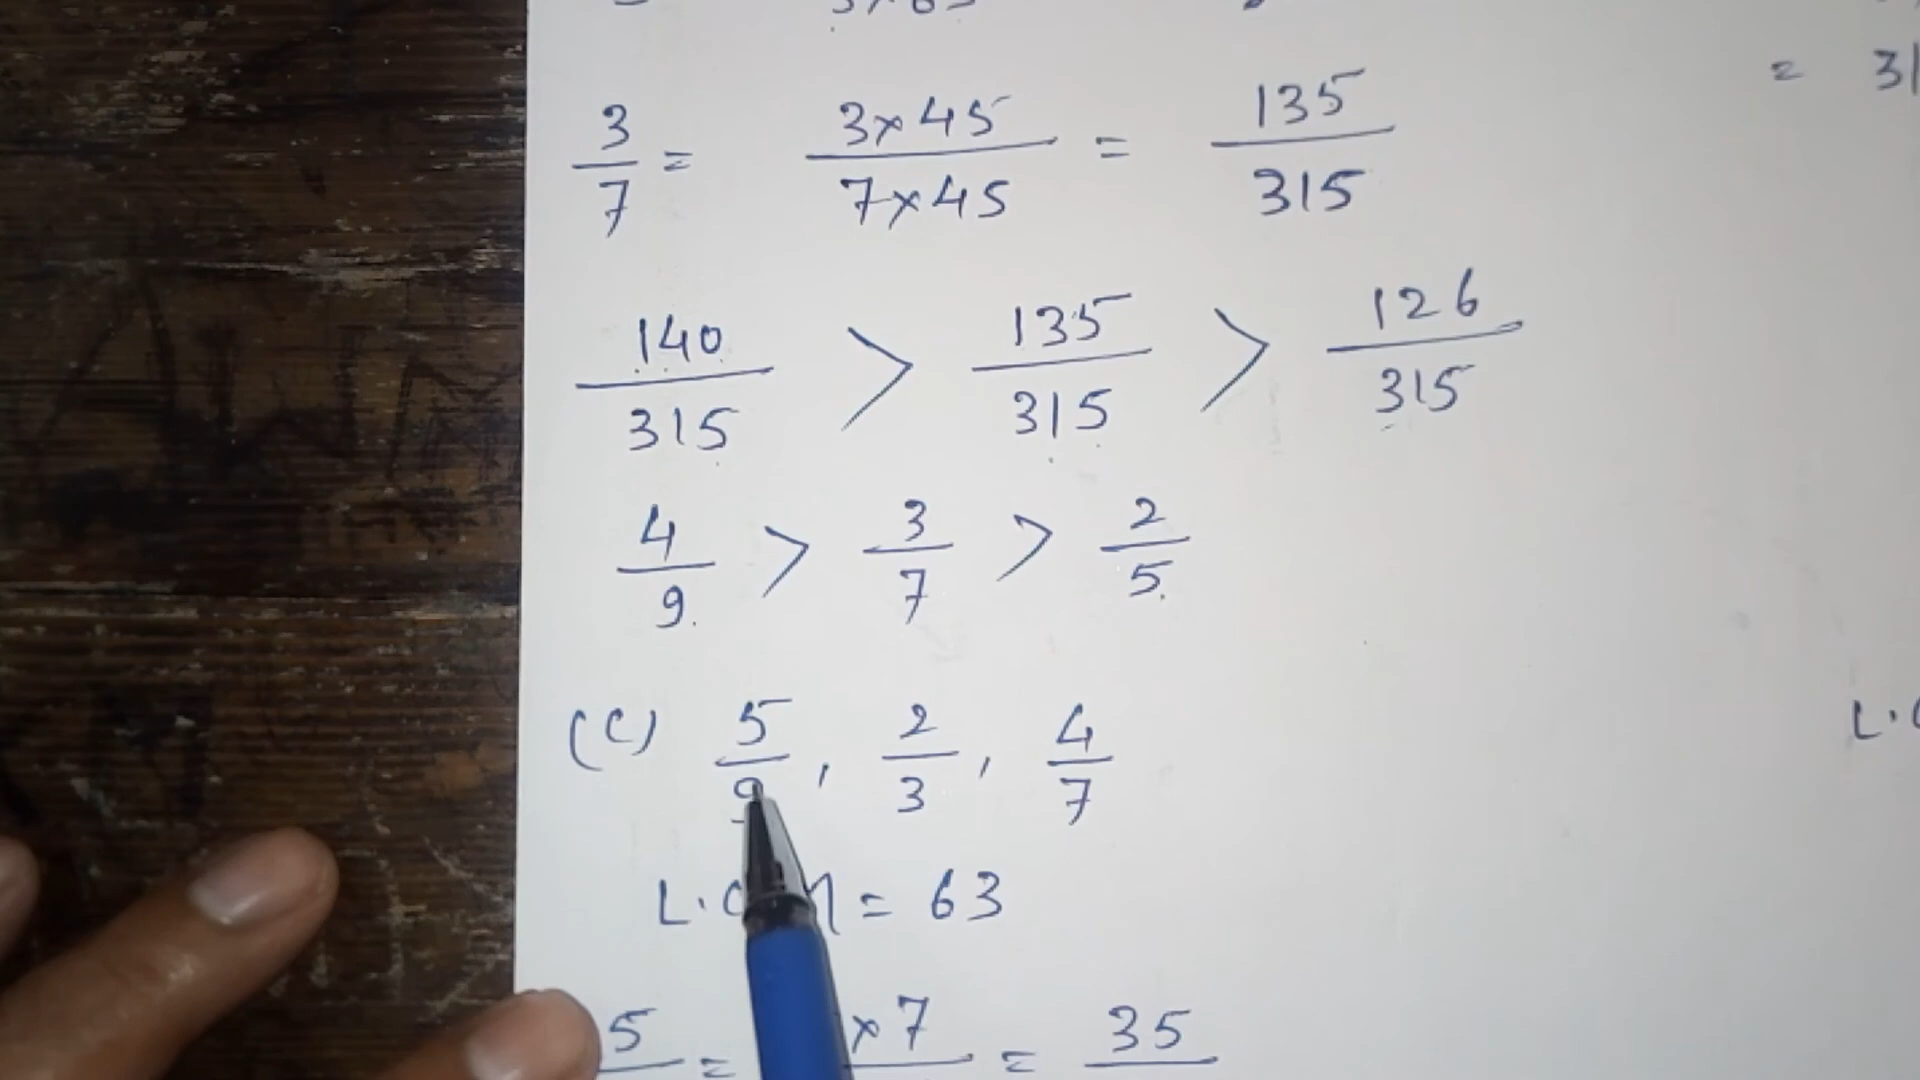 3/7 = 3×45/7×45 = 135/315
= 31
140/315 > 135/315 > 126/315
4/9 > 3/7 > 2/5.
(C) 5/9, 2/3, 4/7
L.C.M = 63
5 = ×7 = 35